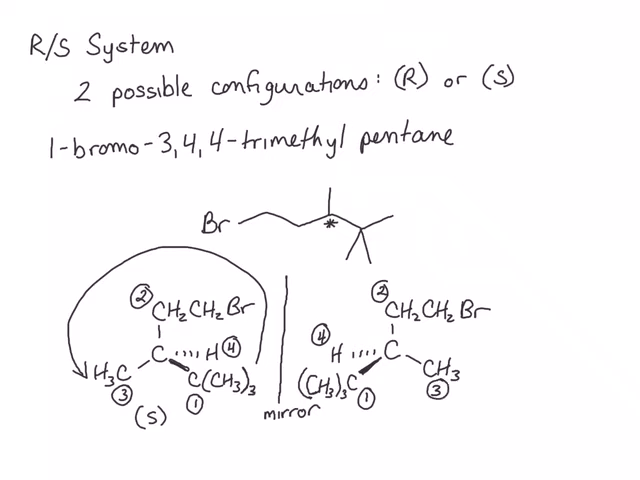 R/S System
2 possible configurations: (R) or (S)
1-bromo-3,4,4-trimethyl pentane
Br *
② CH₂CH₂Br
C H ④
H₃C ③ C(CH₃)₃ ①
(S)
mirror
② CH₂CH₂Br
④ H C
(CH₃)₃C ① CH₃ ③